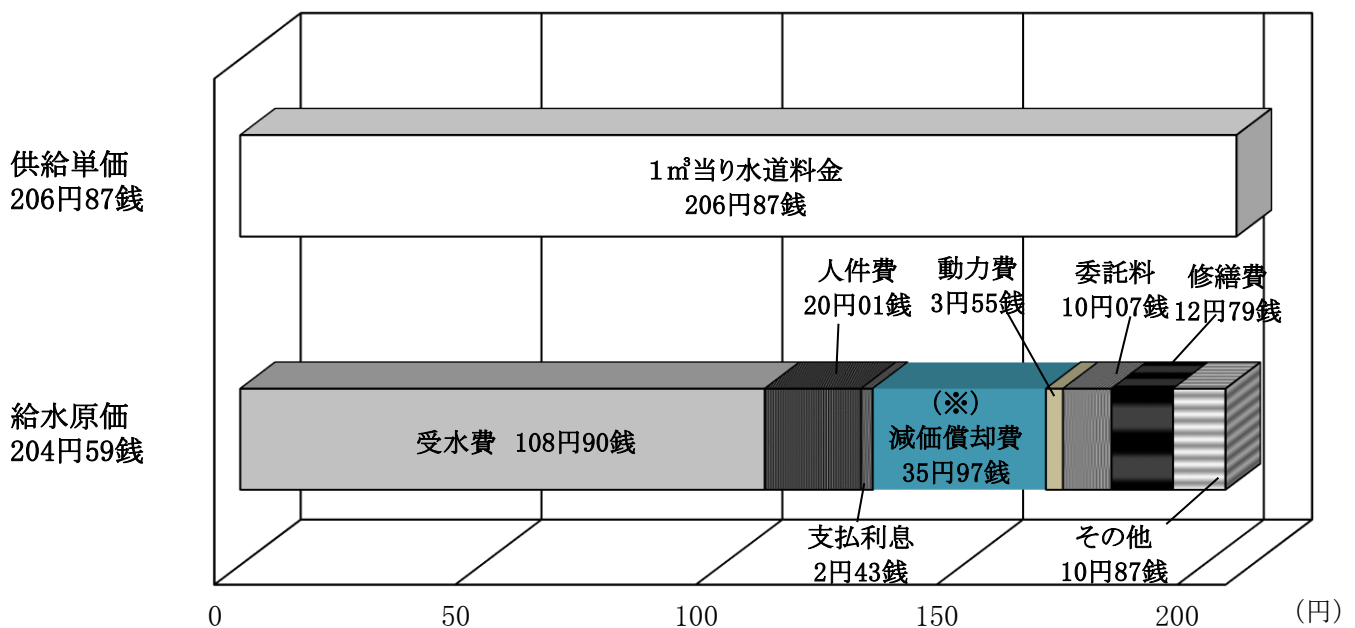 供給単価
206円87銭
1㎥当り水道料金
206円87銭
人件費
20円01銭
動力費
3円55銭
委託料
10円07銭
修繕費
12円79銭
給水原価
204円59銭
受水費 108円90銭
(※)
減価償却費
35円97銭
支払利息
2円43銭
その他
10円87銭
0 50 100 150 200 (円)